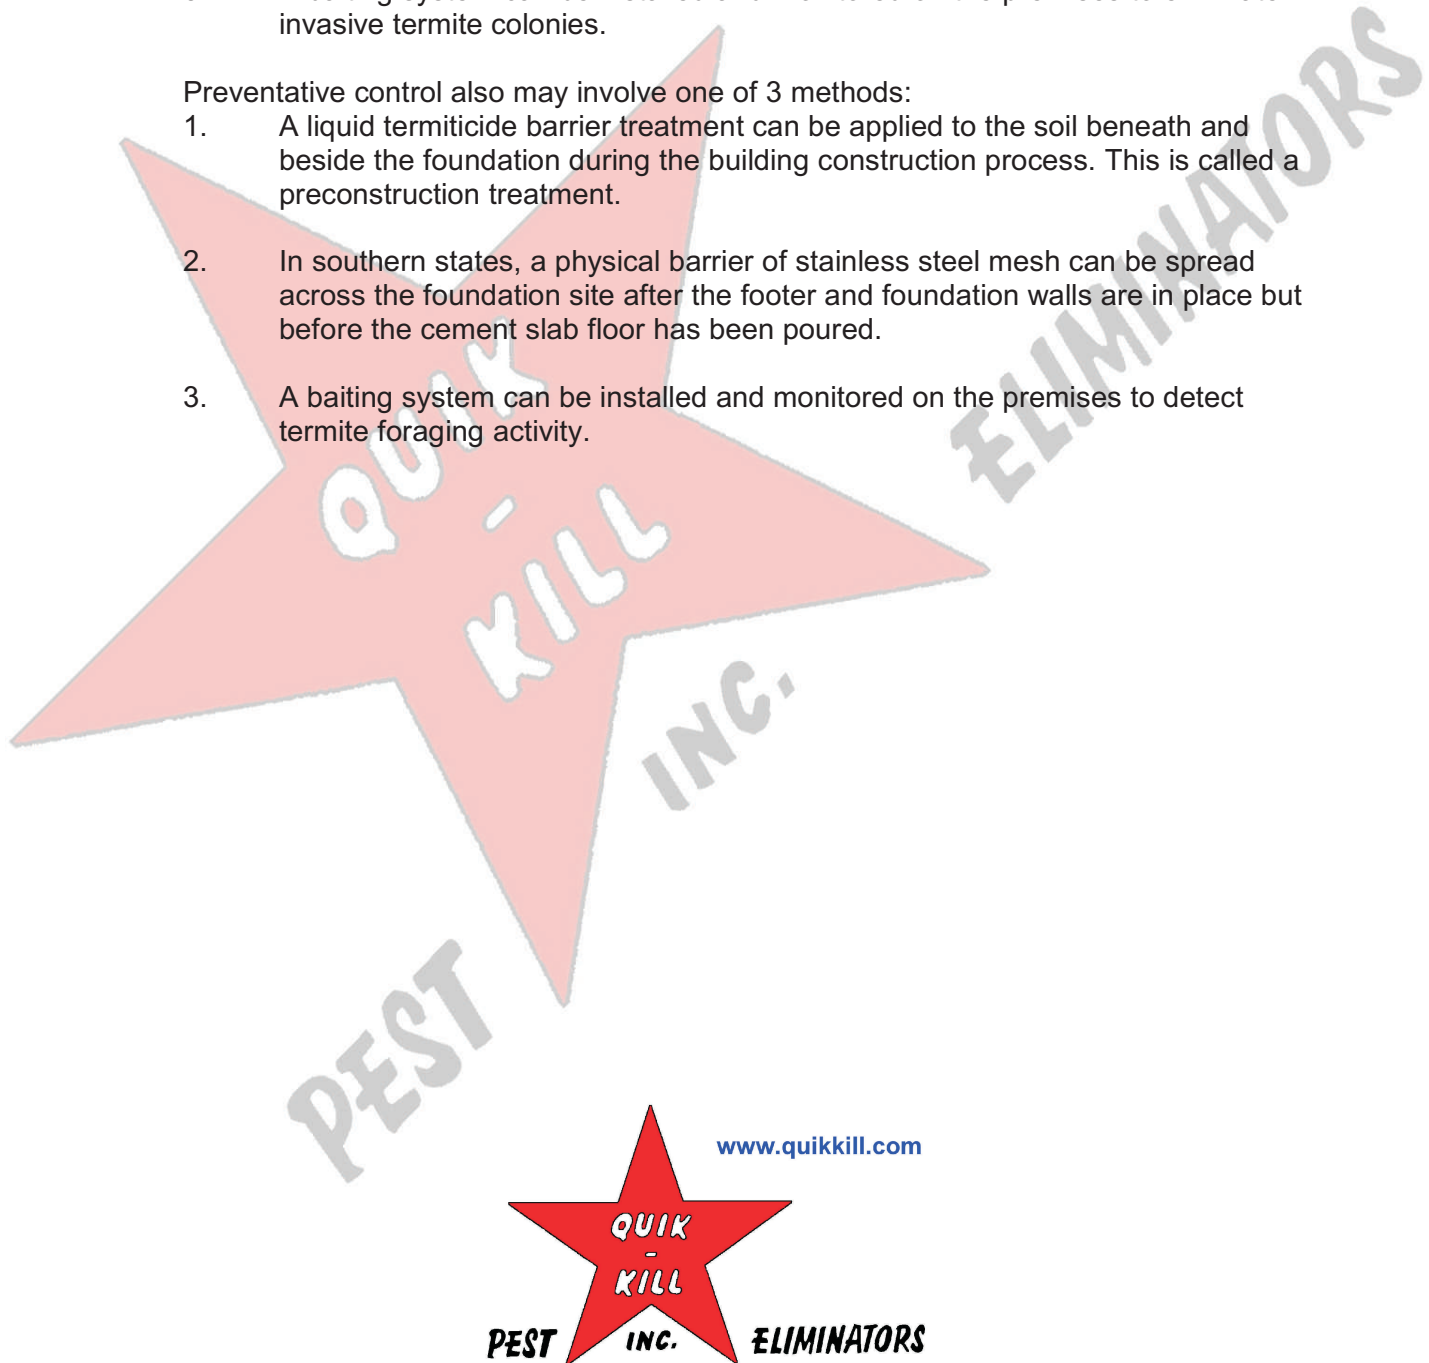 invasive termite colonies.
Preventative control also may involve one of 3 methods:
1. A liquid termiticide barrier treatment can be applied to the soil beneath and
beside the foundation during the building construction process. This is called a
preconstruction treatment.
2. In southern states, a physical barrier of stainless steel mesh can be spread
across the foundation site after the footer and foundation walls are in place but
before the cement slab floor has been poured.
3. A baiting system can be installed and monitored on the premises to detect
termite foraging activity.
QUIK
-
KILL
PEST INC. ELIMINATORS
www.quikkill.com
QUIK
-
KILL
PEST INC. ELIMINATORS